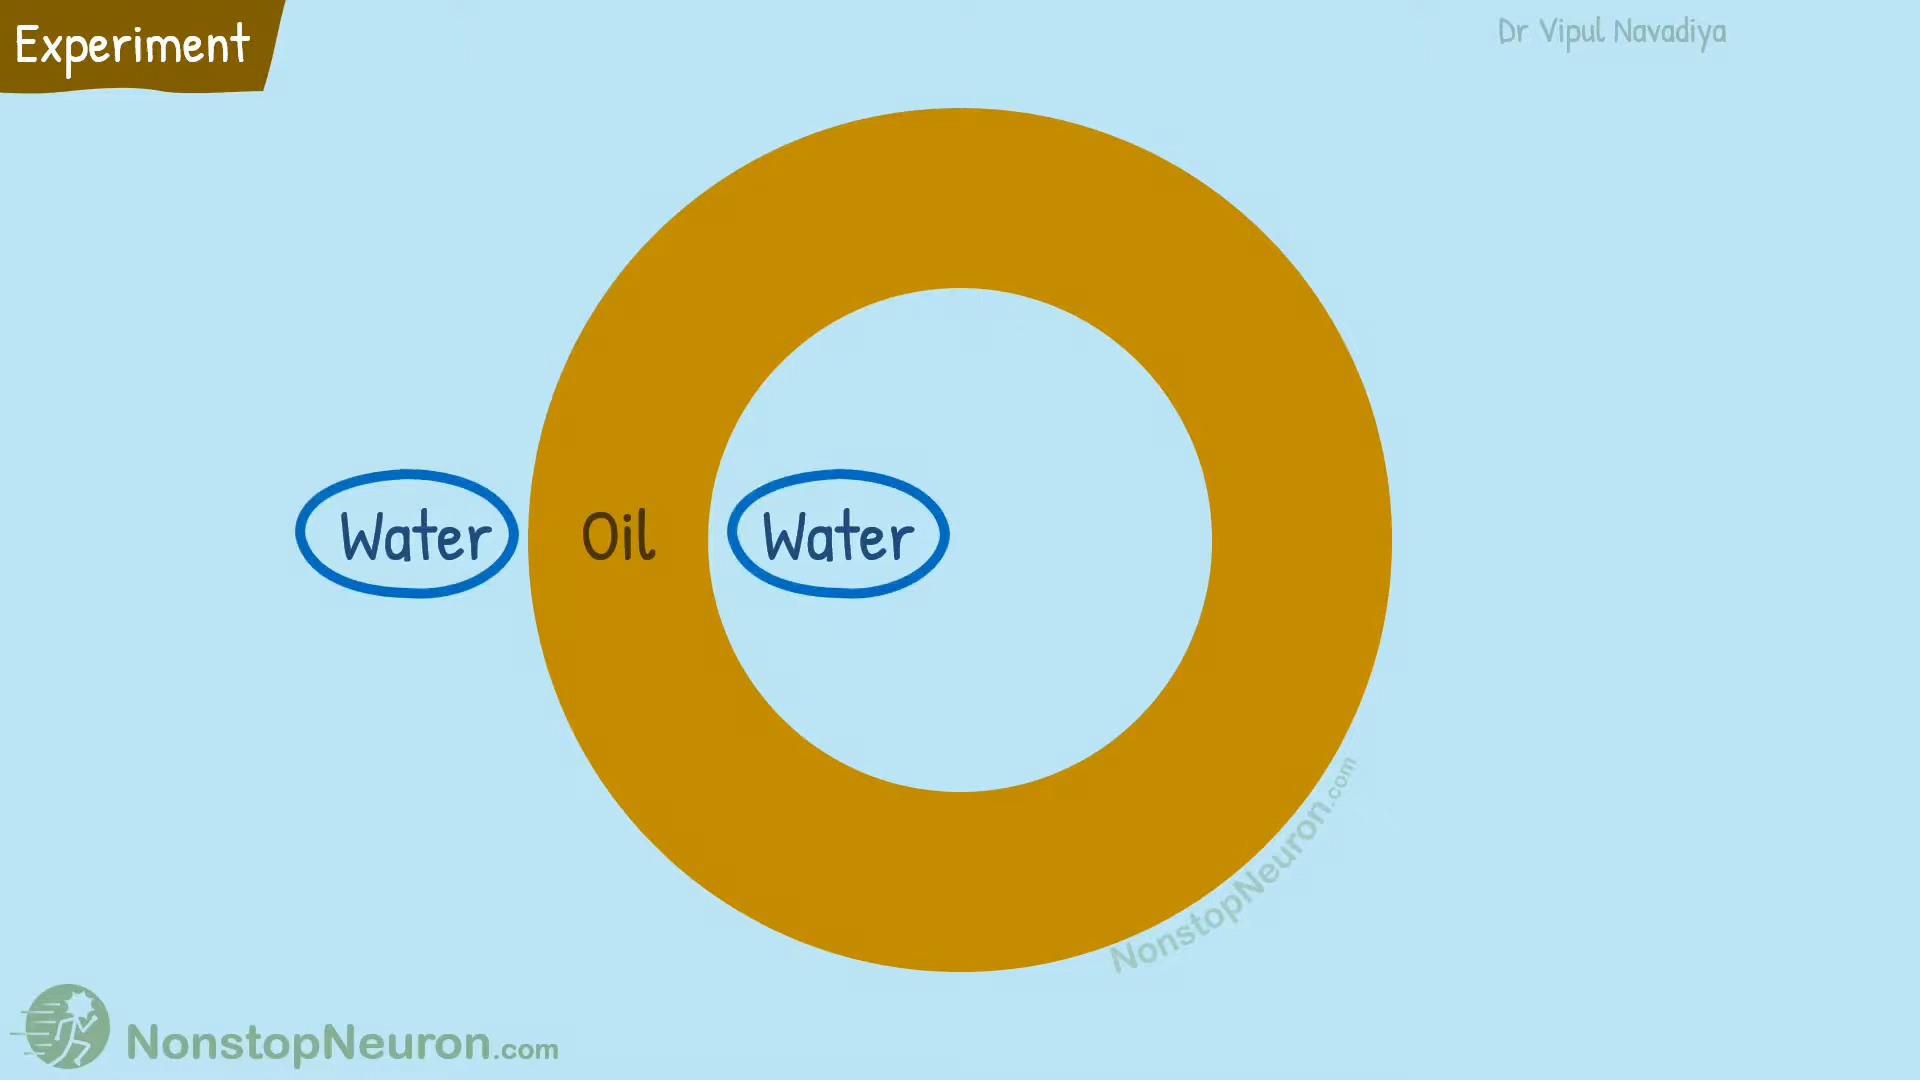 Experiment
Dr Vipul Navadiya
Water
Oil
Water
NonstopNeuron.com
NonstopNeuron.com